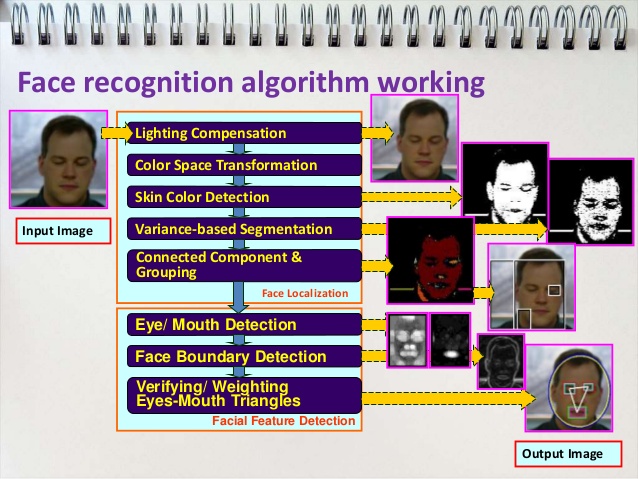 Face recognition algorithm working
Lighting Compensation
Color Space Transformation
Skin Color Detection
Input Image
Variance-based Segmentation
Connected Component &
Grouping
Face Localization
Eye/ Mouth Detection
Face Boundary Detection
Verifying/ Weighting
Eyes-Mouth Triangles
Facial Feature Detection
Output Image